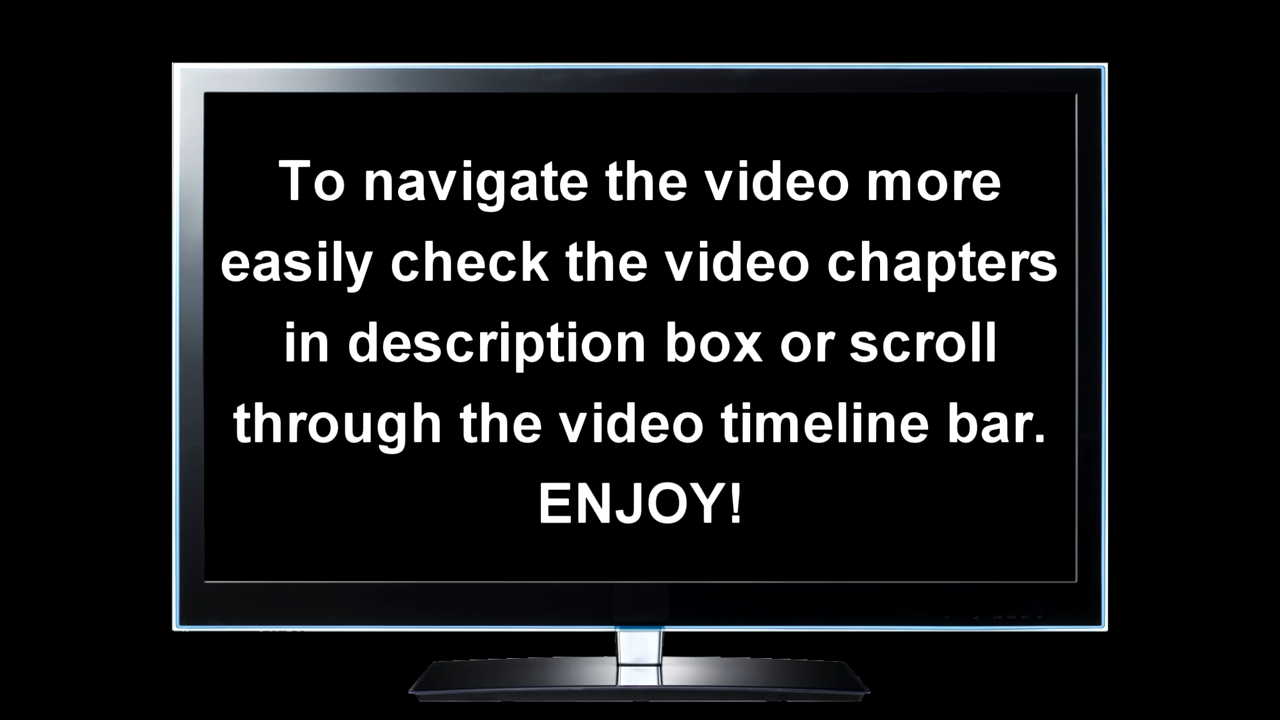 To navigate the video more
easily check the video chapters
in description box or scroll
through the video timeline bar.
ENJOY!